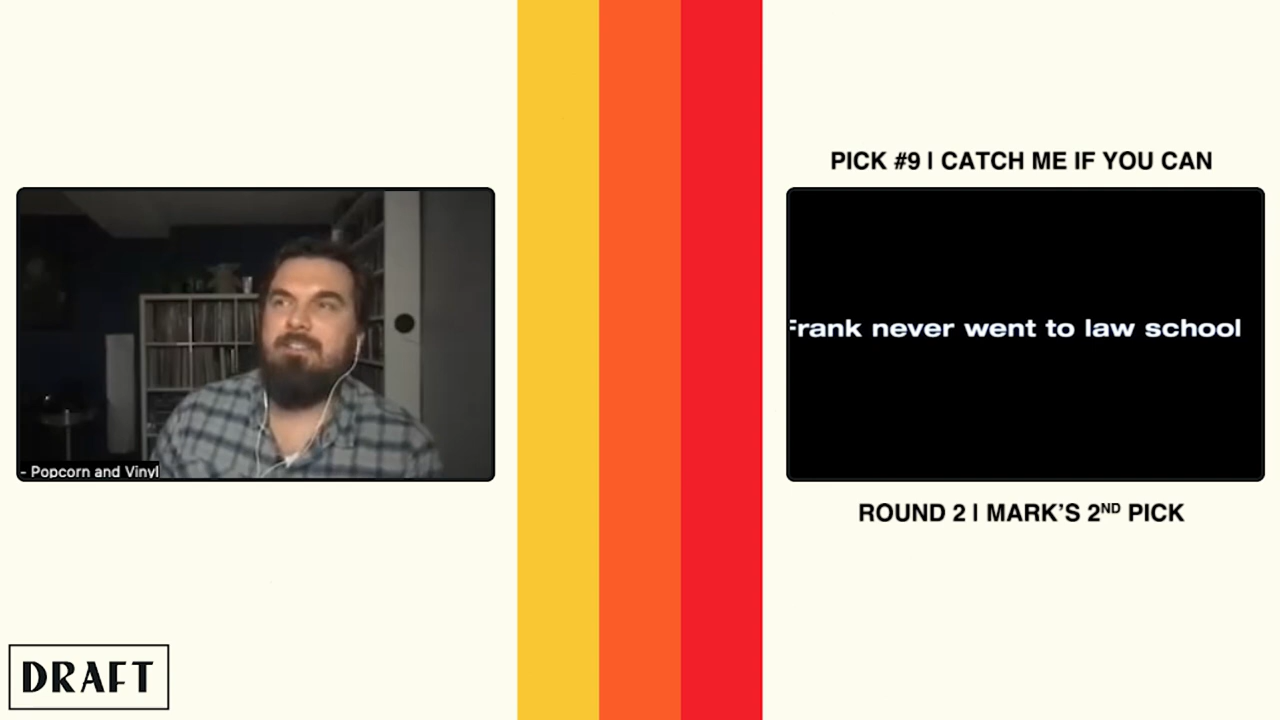 PICK #9 | CATCH ME IF YOU CAN
Frank never went to law school
- Popcorn and Vinyl
ROUND 2 | MARK'S 2ND PICK
DRAFT